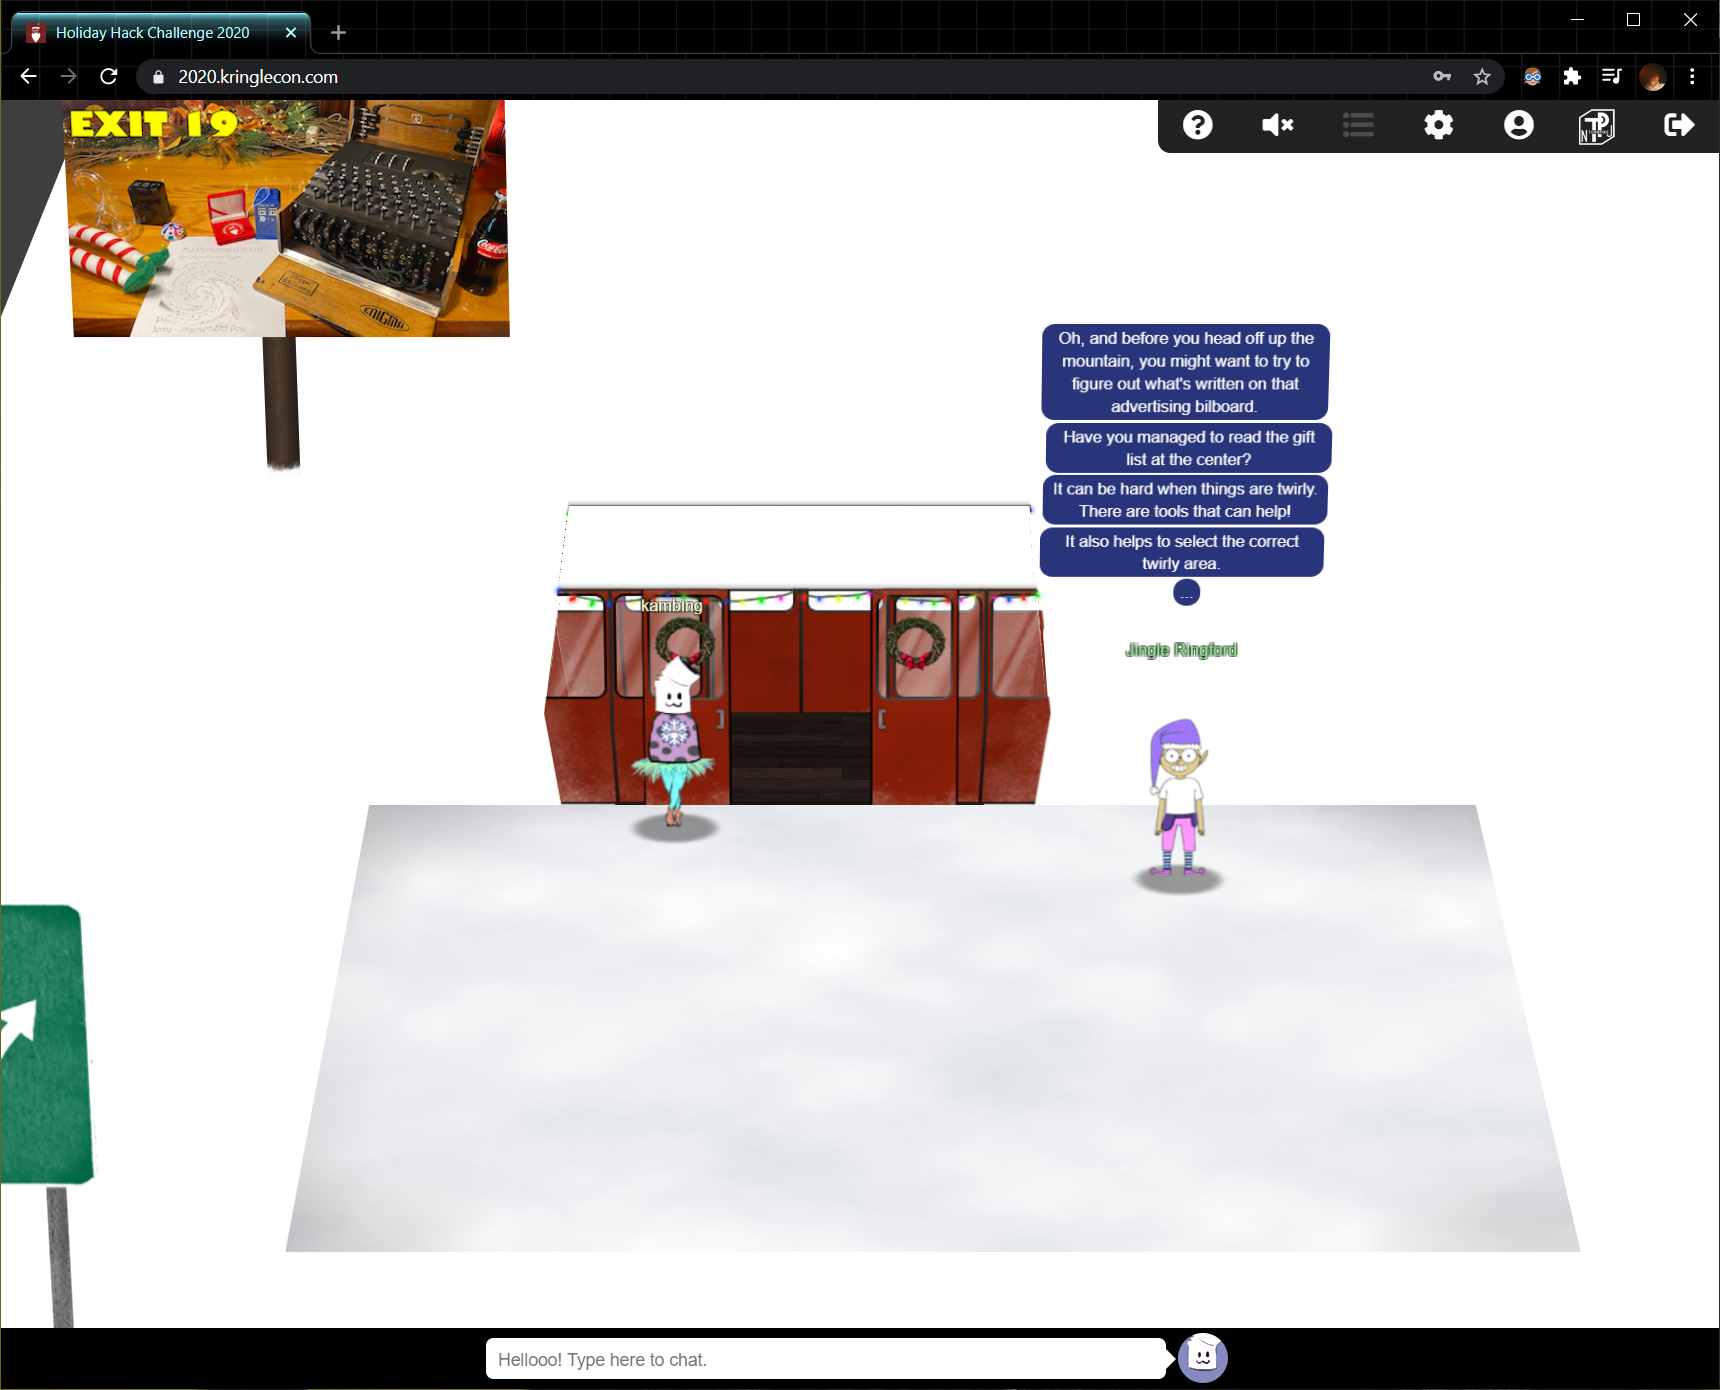 Holiday Hack Challenge 2020
2020.kringlecon.com
EXIT 19
Coca-Cola
ENIGMA
Oh, and before you head off up the
mountain, you might want to try to
figure out what's written on that
advertising bilboard.
Have you managed to read the gift
list at the center?
It can be hard when things are twirly.
There are tools that can help!
It also helps to select the correct
twirly area.
...
kambing
Jingle Ringford
Hellooo! Type here to chat.